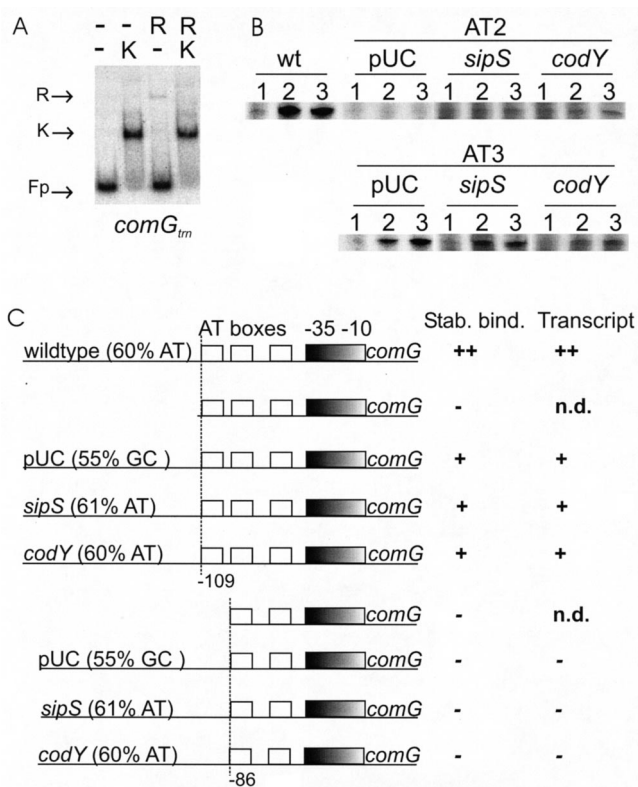 A
- - R R
- K - K
R→
K→
Fp→
comGtrn
B
AT2
wt pUC sipS codY
1 2 3 1 2 3 1 2 3 1 2 3
AT3
pUC sipS codY
1 2 3 1 2 3 1 2 3
C
AT boxes -35 -10 Stab. bind. Transcript
wildtype (60% AT) comG ++ ++
comG - n.d.
pUC (55% GC ) comG + +
sipS (61% AT) comG + +
codY (60% AT) comG + +
-109
comG - n.d.
pUC (55% GC ) comG - -
sipS (61% AT) comG - -
codY (60% AT) comG - -
-86